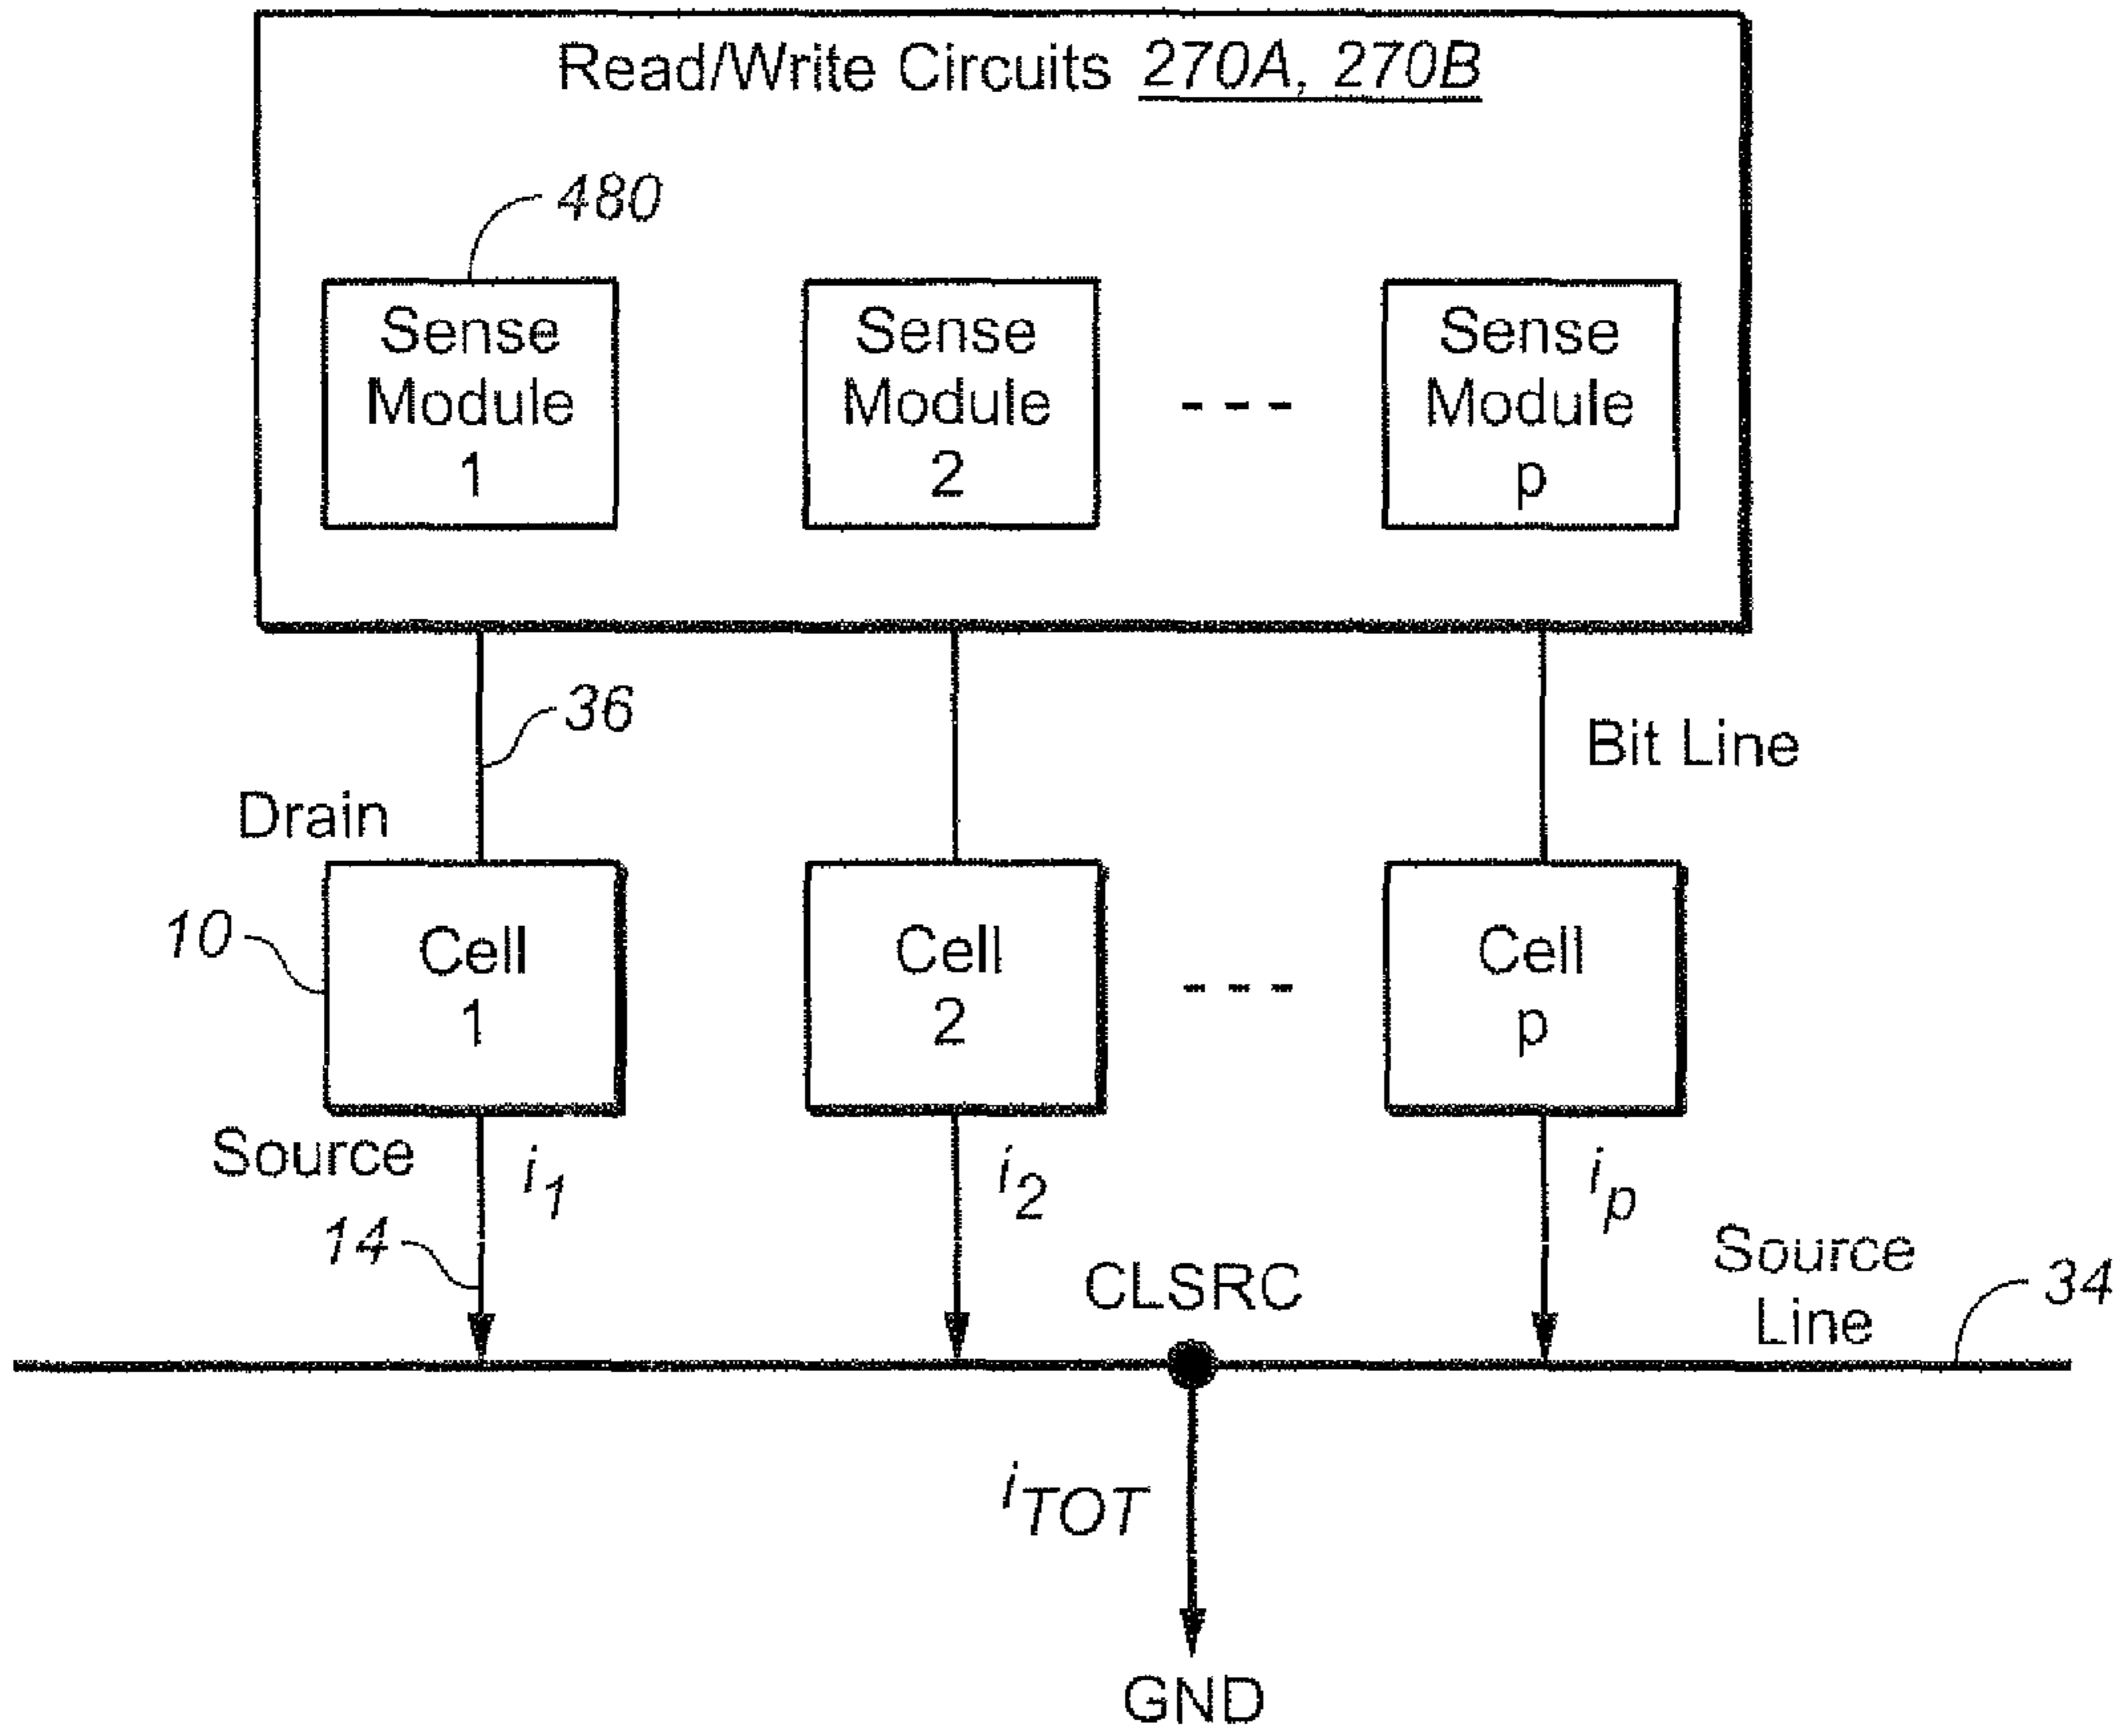 Read/Write Circuits 270A, 270B
480
Sense
Module
1
Sense
Module
2
- - -
Sense
Module
p
36
Bit Line
Drain
10
Cell
1
Cell
2
- - -
Cell
p
Source
i1
i2
ip
14
CLSRC
Source
Line
34
iTOT
GND